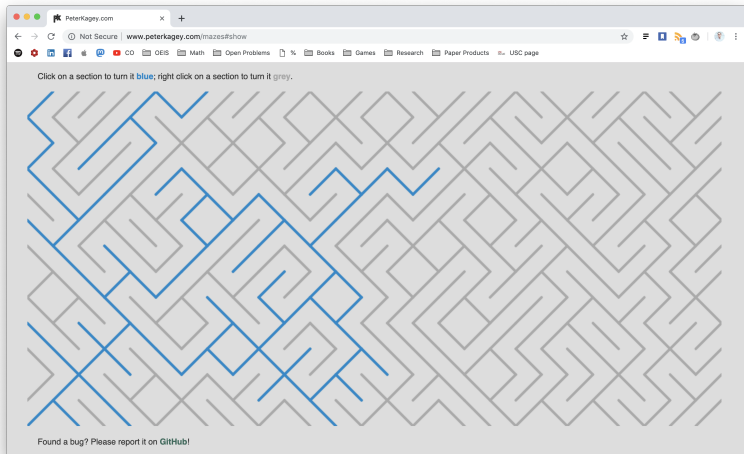 PeterKagey.com
Not Secure | www.peterkagey.com/mazes#show
CO OEIS Math Open Problems % Books Games Research Paper Products USC page
Click on a section to turn it blue; right click on a section to turn it grey.
Found a bug? Please report it on GitHub!